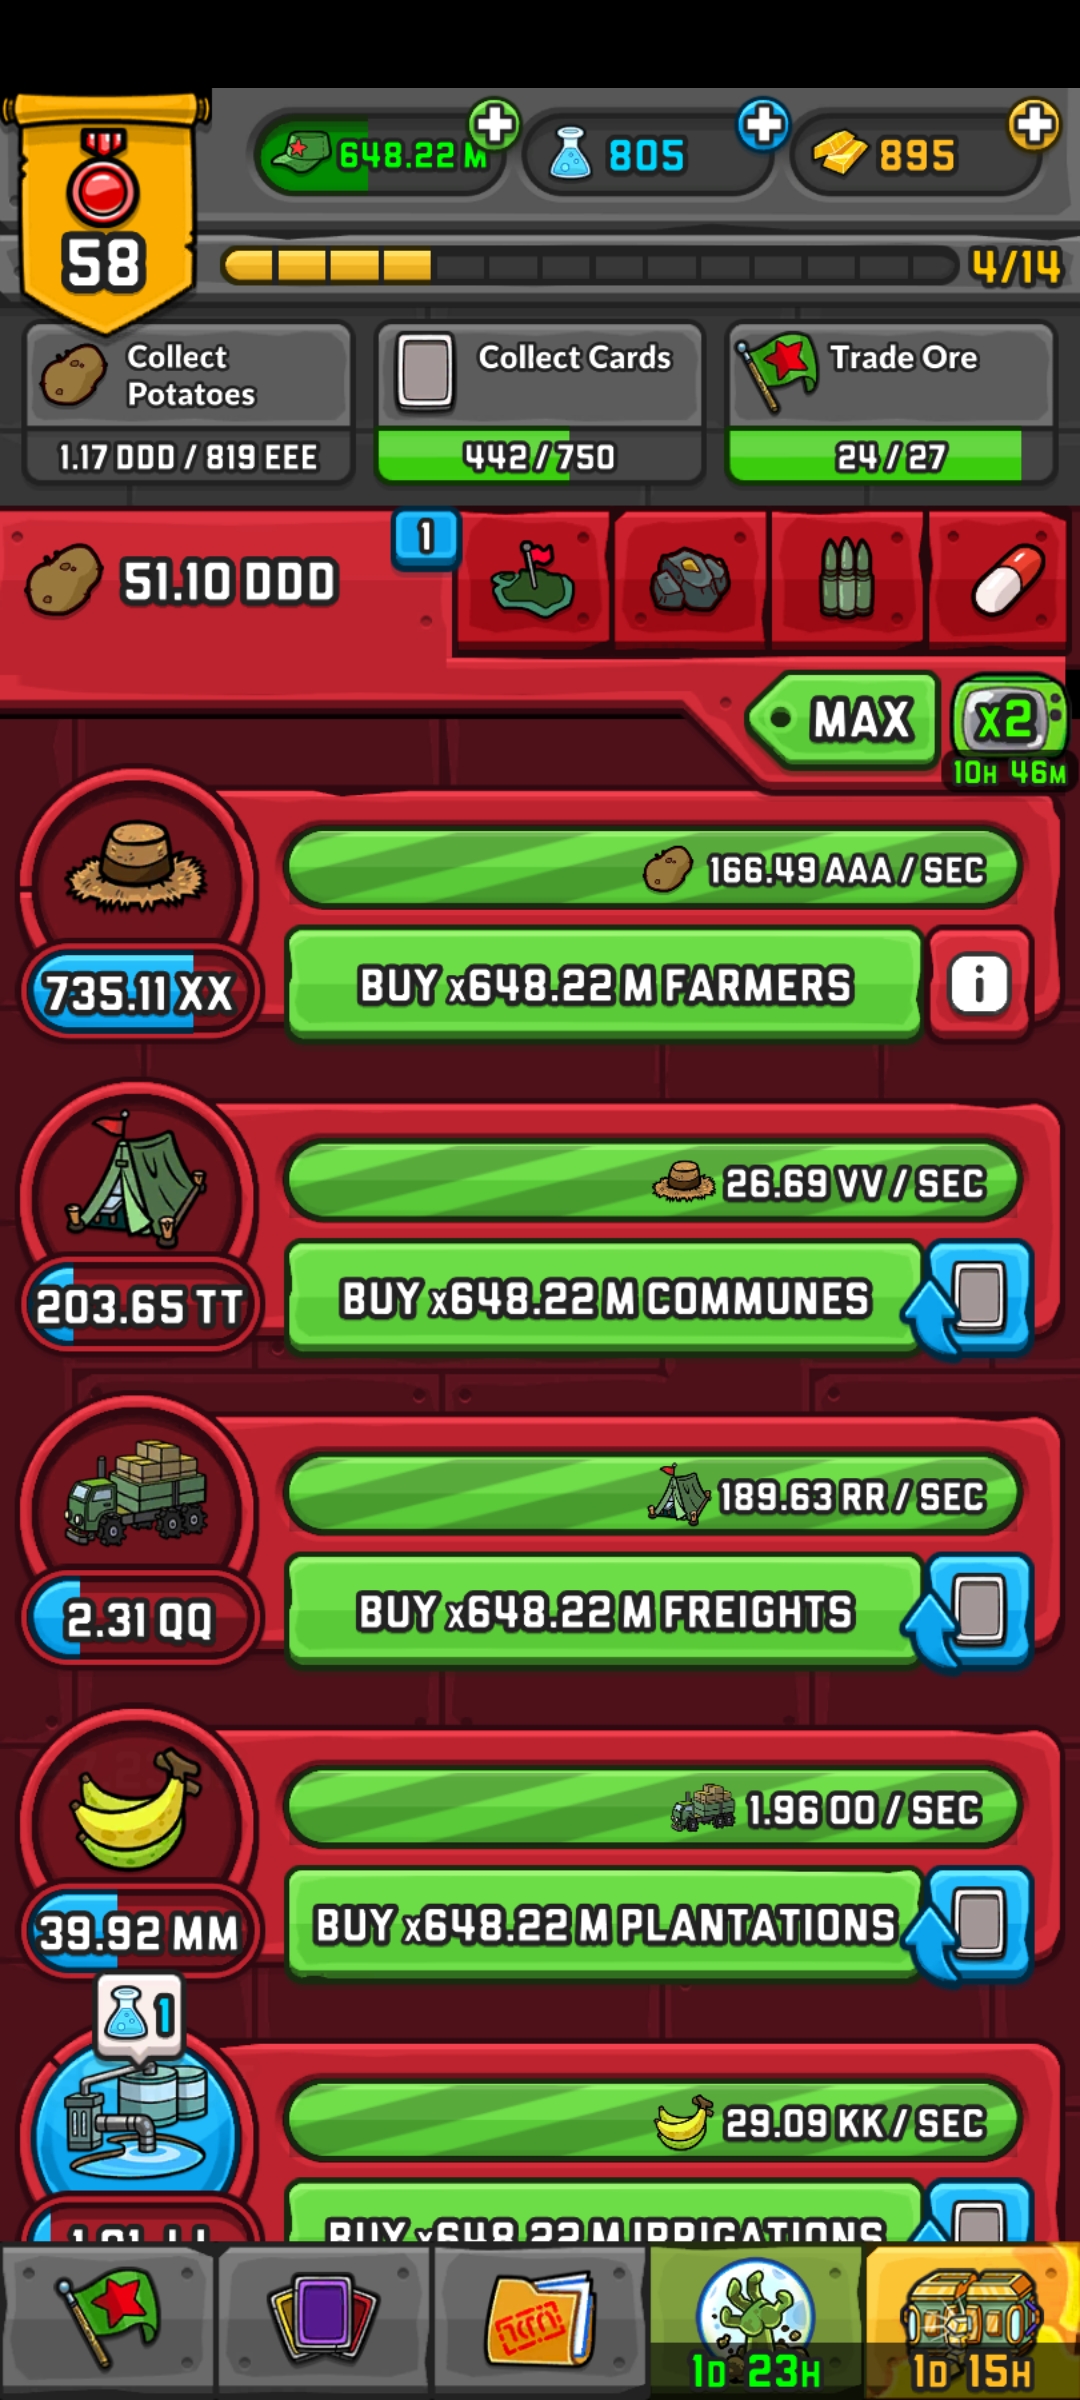 648.22 M
805
895
58
4/14
Collect
Potatoes
Collect Cards
Trade Ore
1.17 DDD / 819 EEE
442/750
24/27
51.10 DDD
1
MAX
x2
10H 46M
166.49 AAA / SEC
735.11 XX
BUY x648.22 M FARMERS
i
26.69 VV / SEC
203.65 TT
BUY x648.22 M COMMUNES
189.63 RR / SEC
2.31 QQ
BUY x648.22 M FREIGHTS
1.96 OO / SEC
39.92 MM
BUY x648.22 M PLANTATIONS
1
29.09 KK / SEC
BUY x648.22 M IRRIGATIONS
1D 23H
1D 15H